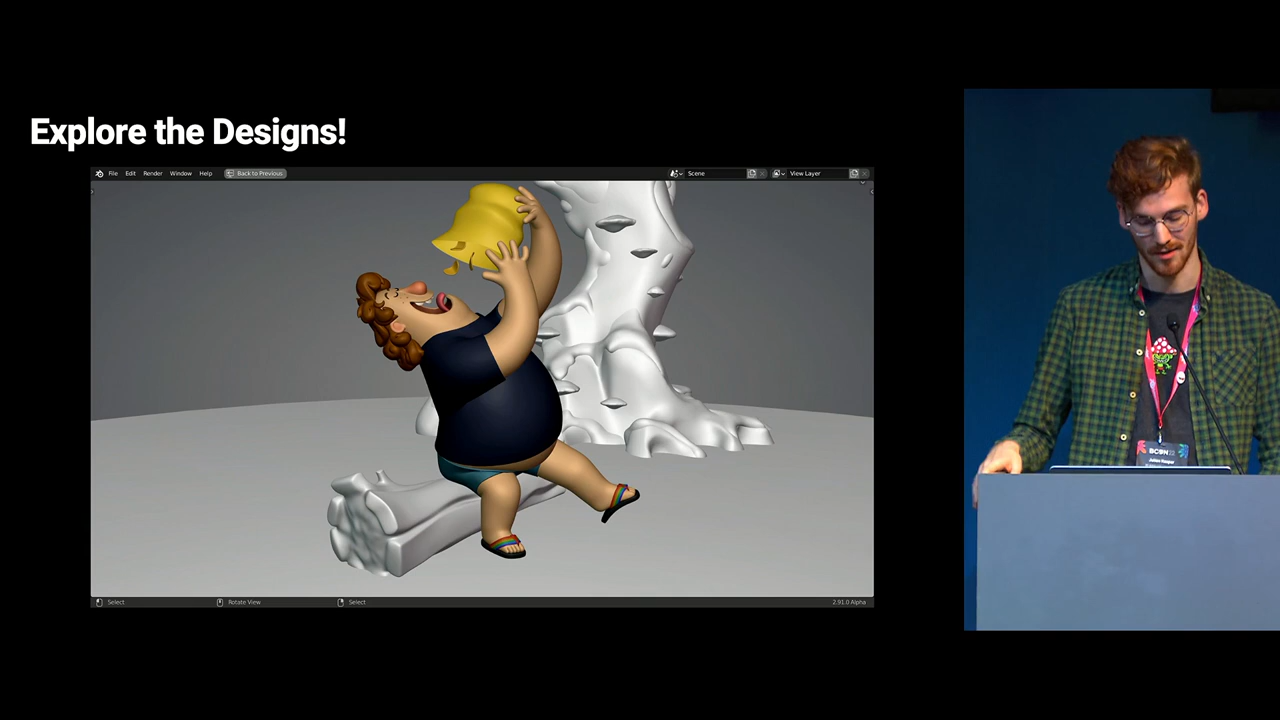 Explore the Designs!
File Edit Render Window Help Back to Previous Scene View Layer
Select Rotate View Select 2.91.0 Alpha
BCON22